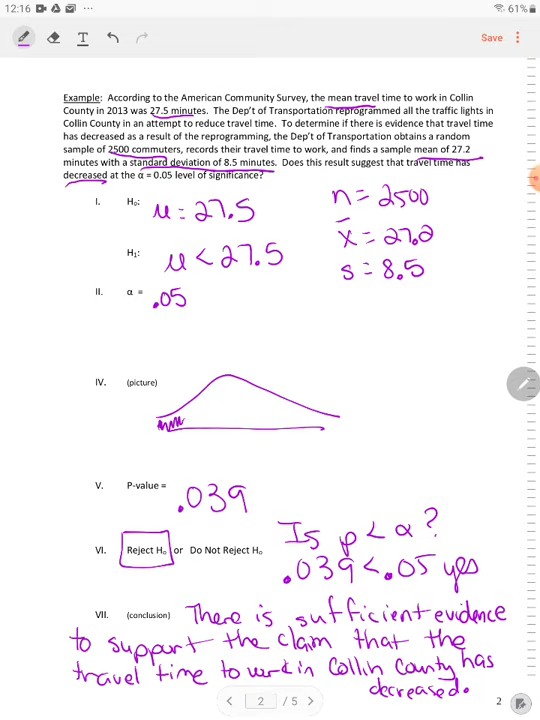 12:16
61%
T
Save
Example: According to the American Community Survey, the mean travel time to work in Collin
County in 2013 was 27.5 minutes. The Dep't of Transportation reprogrammed all the traffic lights in
Collin County in an attempt to reduce travel time. To determine if there is evidence that travel time
has decreased as a result of the reprogramming, the Dep't of Transportation obtains a random
sample of 2500 commuters, records their travel time to work, and finds a sample mean of 27.2
minutes with a standard deviation of 8.5 minutes. Does this result suggest that travel time has
decreased at the α = 0.05 level of significance?
I. H₀: μ = 27.5
n = 2500
x̄ = 27.2
H₁: μ < 27.5
s = 8.5
II. α = .05
IV. (picture)
V. P-value = .039
Is p < α?
VI. Reject H₀ or Do Not Reject H₀
.039 < .05 yes
VII. (conclusion) There is sufficient evidence
to support the claim that the
travel time to work in Collin County has
decreased.
2 / 5
2